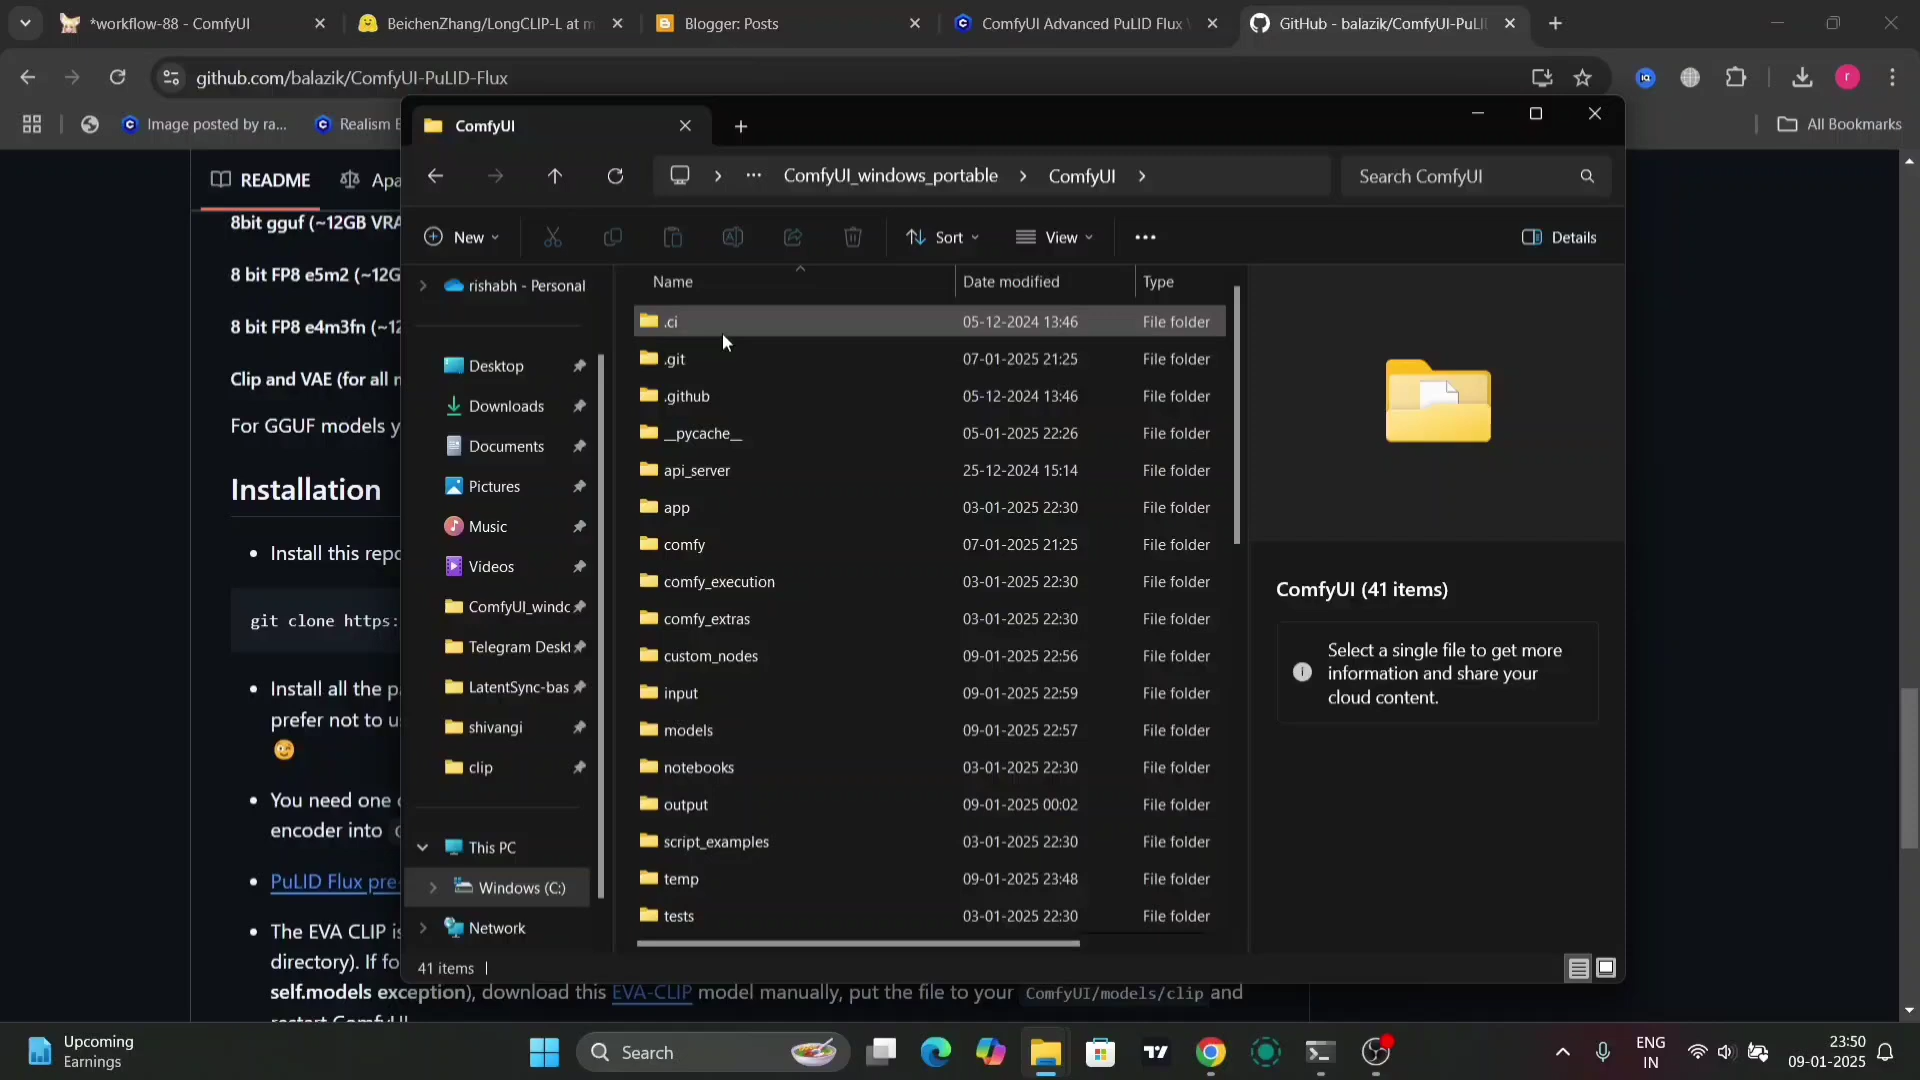 *workflow-88 - ComfyUI
BeichenZhang/LongCLIP-L at m
Blogger: Posts
ComfyUI Advanced PuLID Flux
GitHub - balazik/ComfyUI-PuLI
github.com/balazik/ComfyUI-PuLID-Flux
Image posted by ra...
Realism E
All Bookmarks
ComfyUI
ComfyUI_windows_portable
ComfyUI
Search ComfyUI
New
Sort
View
Details
README
Apa
8bit gguf (~12GB VRA
8 bit FP8 e5m2 (~12G
8 bit FP8 e4m3fn (~12
Clip and VAE (for all m
For GGUF models y
Installation
Install this repo
git clone https:
Install all the p
prefer not to u
You need one o
encoder into
PuLID Flux pre-
The EVA CLIP is
directory). If fo
self.models exception), download this EVA-CLIP model manually, put the file to your ComfyUI/models/clip and
restart ComfyUI
rishabh - Personal
Desktop
Downloads
Documents
Pictures
Music
Videos
ComfyUI_windo
Telegram Deskt
LatentSync-bas
shivangi
clip
This PC
Windows (C:)
Network
Name Date modified Type
.ci 05-12-2024 13:46 File folder
.git 07-01-2025 21:25 File folder
.github 05-12-2024 13:46 File folder
__pycache__ 05-01-2025 22:26 File folder
api_server 25-12-2024 15:14 File folder
app 03-01-2025 22:30 File folder
comfy 07-01-2025 21:25 File folder
comfy_execution 03-01-2025 22:30 File folder
comfy_extras 03-01-2025 22:30 File folder
custom_nodes 09-01-2025 22:56 File folder
input 09-01-2025 22:59 File folder
models 09-01-2025 22:57 File folder
notebooks 03-01-2025 22:30 File folder
output 09-01-2025 00:02 File folder
script_examples 03-01-2025 22:30 File folder
temp 09-01-2025 23:48 File folder
tests 03-01-2025 22:30 File folder
ComfyUI (41 items)
Select a single file to get more
information and share your
cloud content.
41 items
Upcoming
Earnings
Search
ENG
IN
23:50
09-01-2025